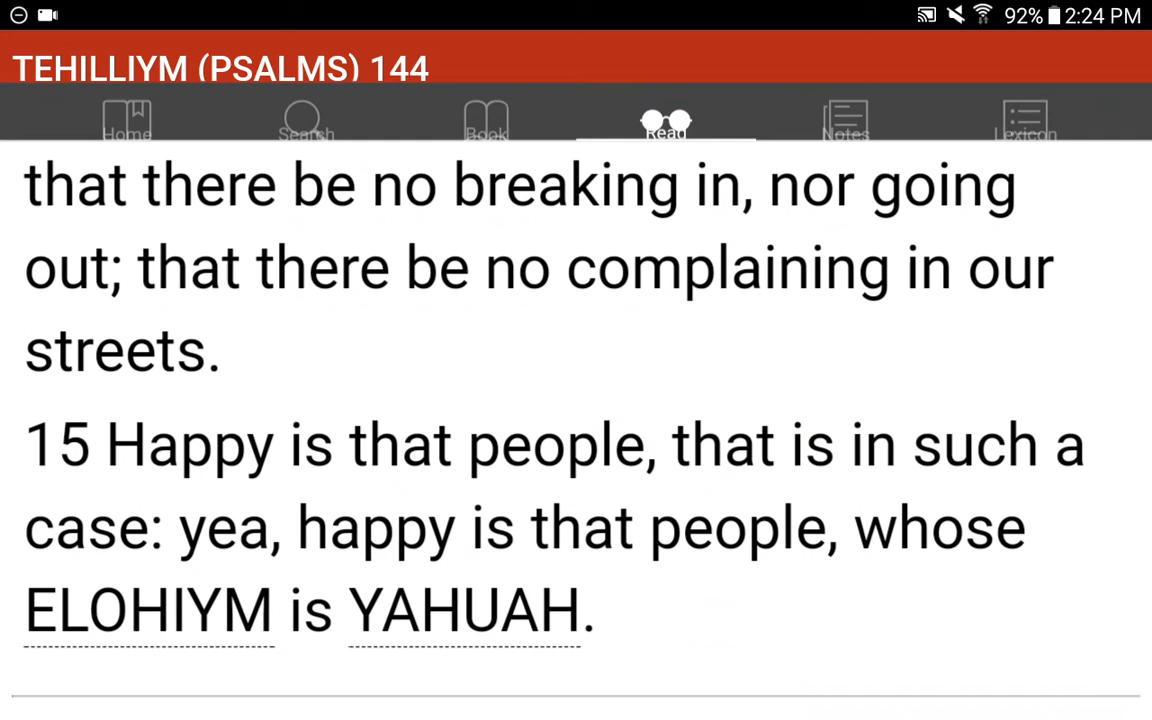 92% 2:24 PM
TEHILLIYM (PSALMS) 144
Home Search Book Read Notes Lexicon
that there be no breaking in, nor going
out; that there be no complaining in our
streets.
15 Happy is that people, that is in such a
case: yea, happy is that people, whose
ELOHIYM is YAHUAH.